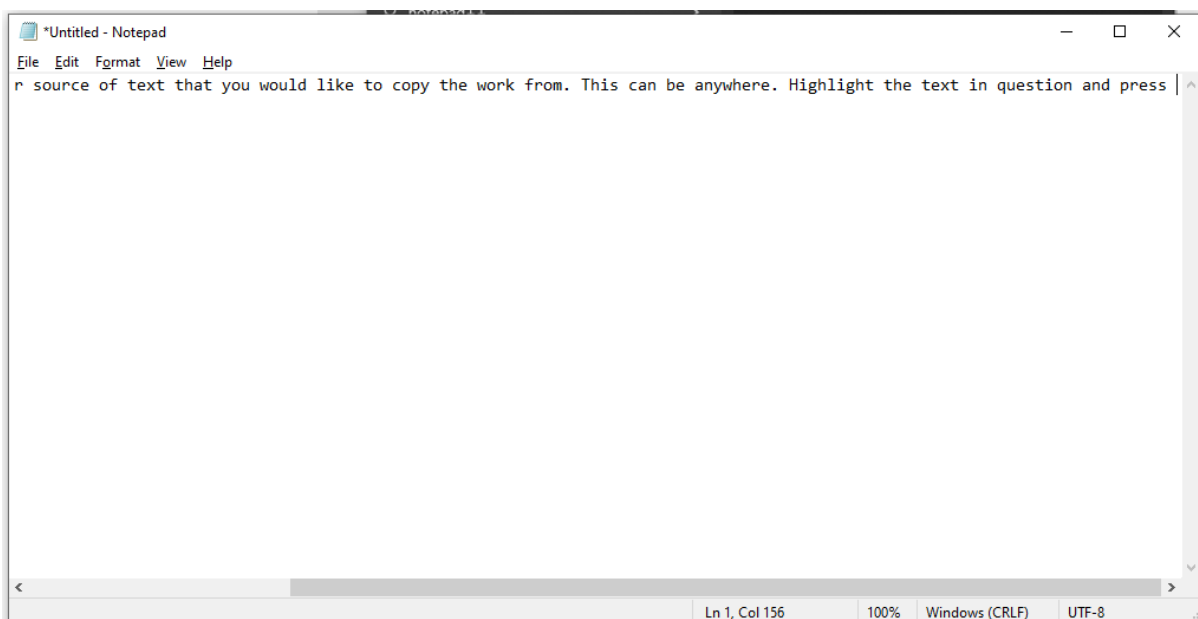 *Untitled - Notepad
File Edit Format View Help
r source of text that you would like to copy the work from. This can be anywhere. Highlight the text in question and press
Ln 1, Col 156 100% Windows (CRLF) UTF-8